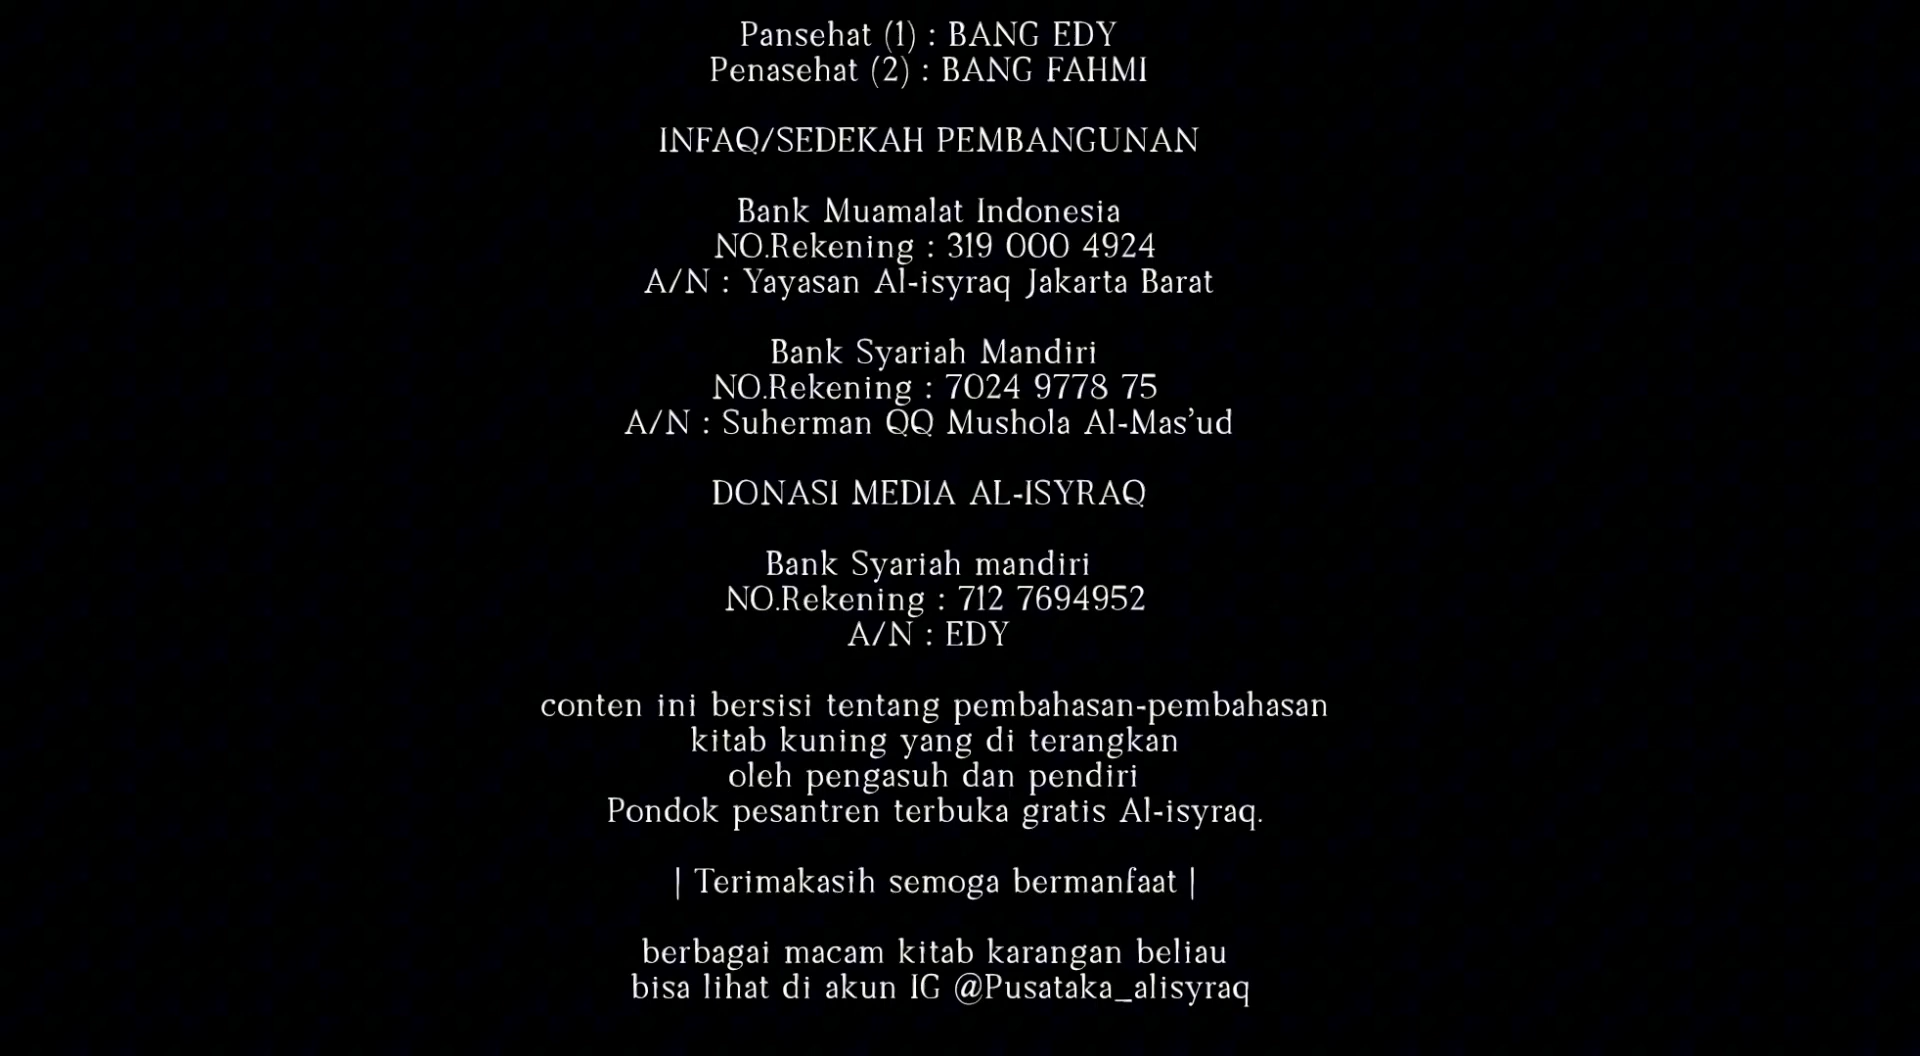 Pansehat (1) : BANG EDY
Penasehat (2) : BANG FAHMI
INFAQ/SEDEKAH PEMBANGUNAN
Bank Muamalat Indonesia
NO.Rekening : 319 000 4924
A/N : Yayasan Al-isyraq Jakarta Barat
Bank Syariah Mandiri
NO.Rekening : 7024 9778 75
A/N : Suherman QQ Mushola Al-Mas'ud
DONASI MEDIA AL-ISYRAQ
Bank Syariah mandiri
NO.Rekening : 712 7694952
A/N : EDY
conten ini bersisi tentang pembahasan-pembahasan
kitab kuning yang di terangkan
oleh pengasuh dan pendiri
Pondok pesantren terbuka gratis Al-isyraq.
| Terimakasih semoga bermanfaat |
berbagai macam kitab karangan beliau
bisa lihat di akun IG @Pusataka_alisyraq